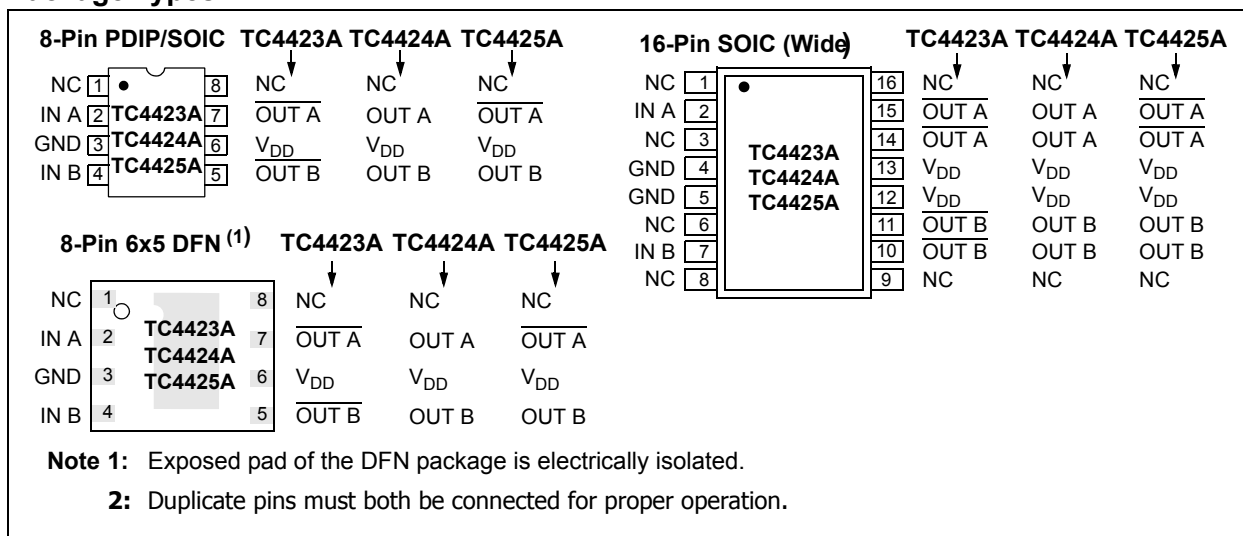 8-Pin PDIP/SOIC TC4423A TC4424A TC4425A
NC 1 8 NC NC NC
IN A 2 TC4423A 7 OUT A OUT A OUT A
GND 3 TC4424A 6 VDD VDD VDD
IN B 4 TC4425A 5 OUT B OUT B OUT B
8-Pin 6x5 DFN (1) TC4423A TC4424A TC4425A
NC 1 8 NC NC NC
IN A 2 TC4423A 7 OUT A OUT A OUT A
TC4424A
GND 3 TC4425A 6 VDD VDD VDD
IN B 4 5 OUT B OUT B OUT B
16-Pin SOIC (Wide) TC4423A TC4424A TC4425A
NC 1 16 NC NC NC
IN A 2 15 OUT A OUT A OUT A
NC 3 14 OUT A OUT A OUT A
TC4423A
GND 4 13 VDD VDD VDD
TC4424A
GND 5 12 VDD VDD VDD
TC4425A
NC 6 11 OUT B OUT B OUT B
IN B 7 10 OUT B OUT B OUT B
NC 8 9 NC NC NC
Note 1: Exposed pad of the DFN package is electrically isolated.
2: Duplicate pins must both be connected for proper operation.